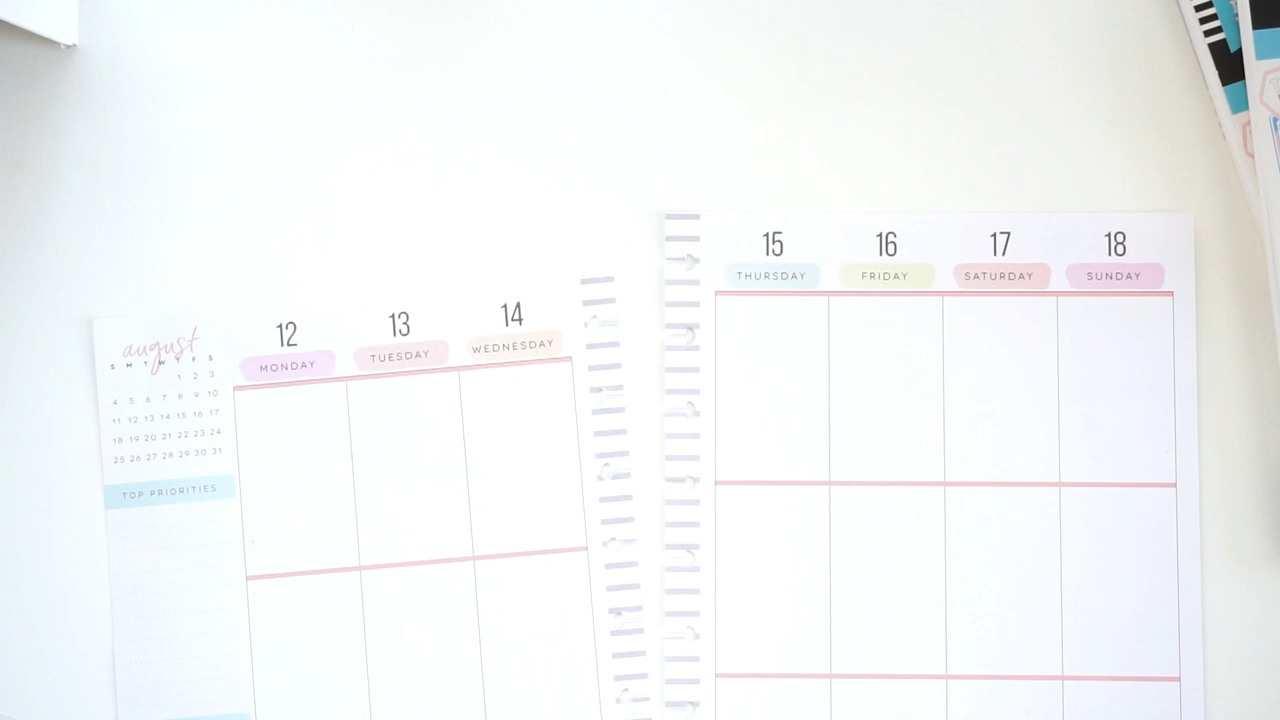 august
S M T W T F S
1 2 3
4 5 6 7 8 9 10
11 12 13 14 15 16 17
18 19 20 21 22 23 24
25 26 27 28 29 30 31
TOP PRIORITIES
12
MONDAY
13
TUESDAY
14
WEDNESDAY
15
THURSDAY
16
FRIDAY
17
SATURDAY
18
SUNDAY